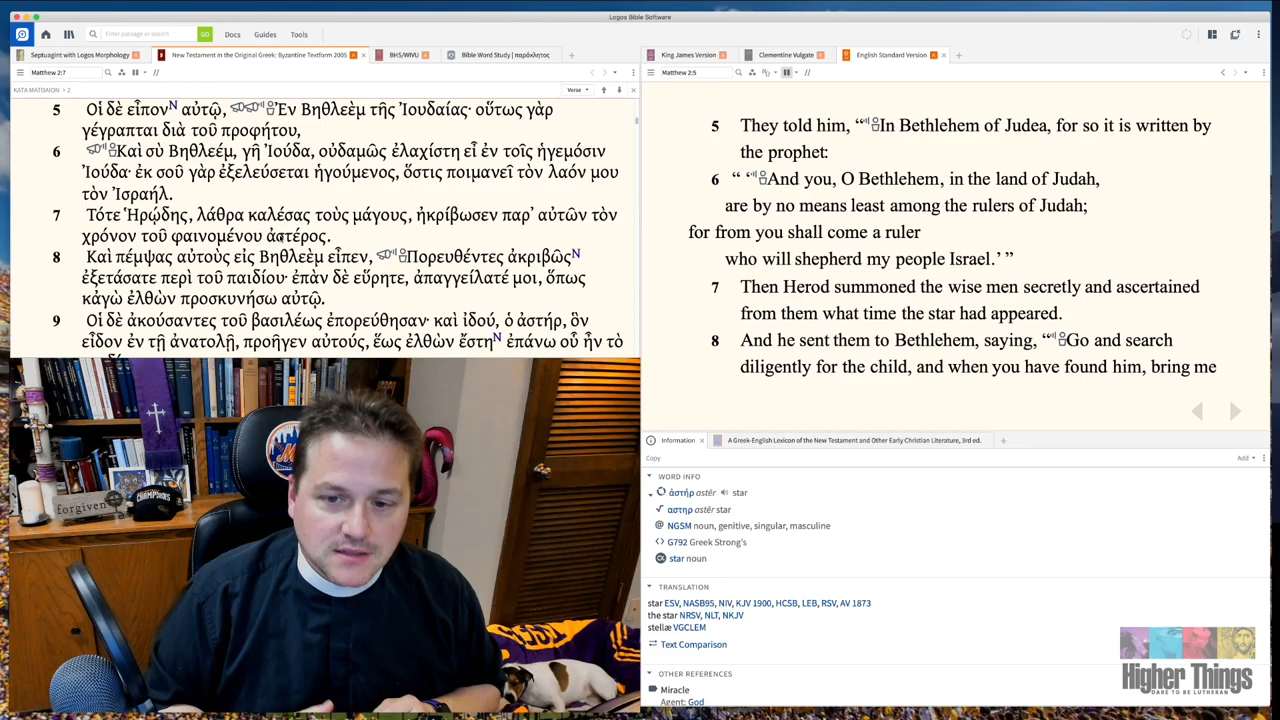 Logos Bible Software
Enter passage or search
GO
Docs
Guides
Tools
Septuagint with Logos Morphology
New Testament in the Original Greek: Byzantine Textform 2005
BHS/WIVU
Bible Word Study | παράκλητος
Matthew 2:7
ΚΑΤΑ ΜΑΤΘΑΙΟΝ > 2
Verse
5 Οἱ δὲ εἶπονN αὐτῷ, Ἐν Βηθλεὲμ τῆς Ἰουδαίας· οὕτως γὰρ
γέγραπται διὰ τοῦ προφήτου,
6 Καὶ σὺ Βηθλεέμ, γῆ Ἰούδα, οὐδαμῶς ἐλαχίστη εἶ ἐν τοῖς ἡγεμόσιν
Ἰούδα· ἐκ σοῦ γὰρ ἐξελεύσεται ἡγούμενος, ὅστις ποιμανεῖ τὸν λαόν μου
τὸν Ἰσραήλ.
7 Τότε Ἡρῴδης, λάθρα καλέσας τοὺς μάγους, ἠκρίβωσεν παρ’ αὐτῶν τὸν
χρόνον τοῦ φαινομένου ἀστέρος.
8 Καὶ πέμψας αὐτοὺς εἰς Βηθλεὲμ εἶπεν, Πορευθέντες ἀκριβῶςN
ἐξετάσατε περὶ τοῦ παιδίου· ἐπὰν δὲ εὕρητε, ἀπαγγείλατέ μοι, ὅπως
κἀγὼ ἐλθὼν προσκυνήσω αὐτῷ.
9 Οἱ δὲ ἀκούσαντες τοῦ βασιλέως ἐπορεύθησαν· καὶ ἰδού, ὁ ἀστήρ, ὃν
εἶδον ἐν τῇ ἀνατολῇ, προῆγεν αὐτούς, ἕως ἐλθὼν ἔστηN ἐπάνω οὗ ἦν τὸ
King James Version
Clementine Vulgate
English Standard Version
Matthew 2:5
5 They told him, “In Bethlehem of Judea, for so it is written by
the prophet:
6 “ ‘And you, O Bethlehem, in the land of Judah,
are by no means least among the rulers of Judah;
for from you shall come a ruler
who will shepherd my people Israel.’ ”
7 Then Herod summoned the wise men secretly and ascertained
from them what time the star had appeared.
8 And he sent them to Bethlehem, saying, “Go and search
diligently for the child, and when you have found him, bring me
Information
A Greek-English Lexicon of the New Testament and Other Early Christian Literature, 3rd ed.
Copy
Add
WORD INFO
ἀστήρ astēr star
αστηρ astēr star
@ NGSM noun, genitive, singular, masculine
<> G792 Greek Strong's
star noun
TRANSLATION
star ESV, NASB95, NIV, KJV 1900, HCSB, LEB, RSV, AV 1873
the star NRSV, NLT, NKJV
stellæ VGCLEM
Text Comparison
OTHER REFERENCES
Miracle
Agent: God
forgiven
CHAMPIONS
Mets
Higher Things
DARE TO BE LUTHERAN